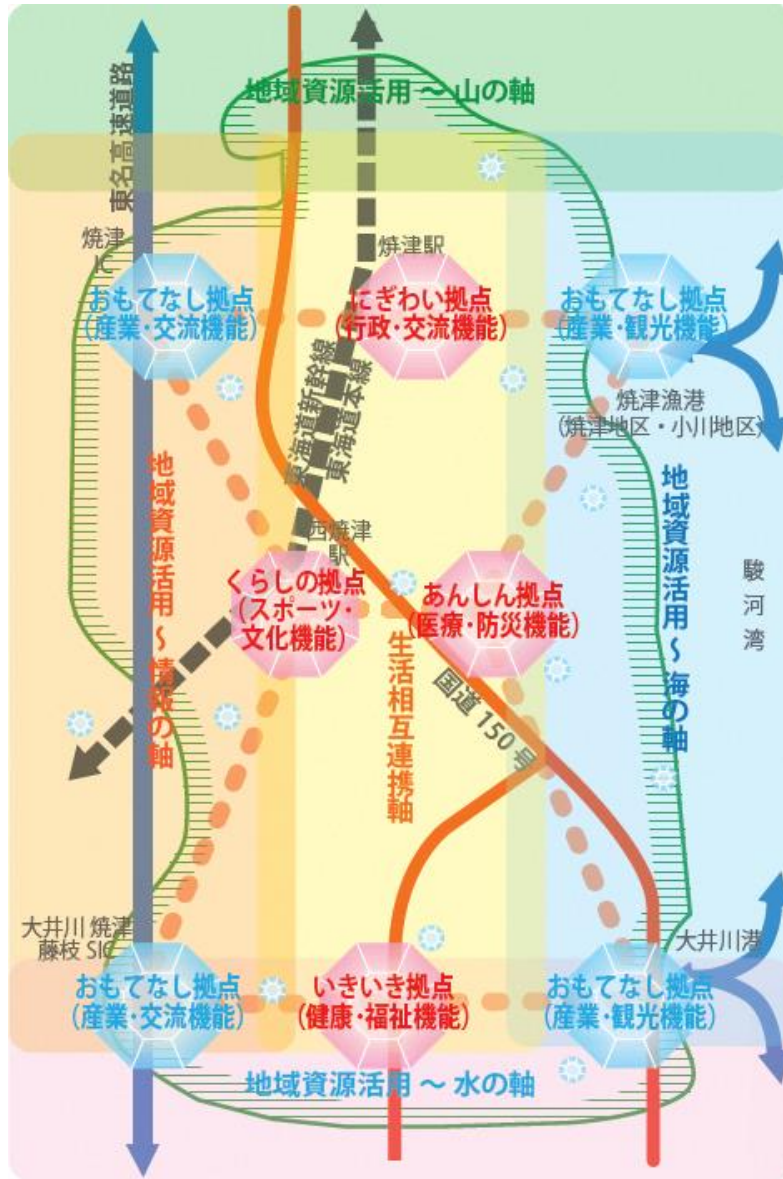 地域資源活用 ～ 山の軸
東名高速道路
焼津
IC
焼津駅
おもてなし拠点
(産業・交流機能)
にぎわい拠点
(行政・交流機能)
おもてなし拠点
(産業・観光機能)
東海道新幹線
東海道本線
焼津漁港
(焼津地区・小川地区)
地域資源活用 ～ 情報の軸
地域資源活用 ～ 海の軸
駿河湾
西焼津
駅
くらしの拠点
(スポーツ・
文化機能)
あんしん拠点
(医療・防災機能)
生活相互連携軸
国道 150 号
大井川 焼津
藤枝 SIC
大井川港
おもてなし拠点
(産業・交流機能)
いきいき拠点
(健康・福祉機能)
おもてなし拠点
(産業・観光機能)
地域資源活用 ～ 水の軸